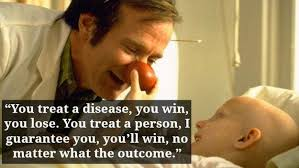 “You treat a disease, you win,
you lose. You treat a person, I
guarantee you, you’ll win, no
matter what the outcome.”